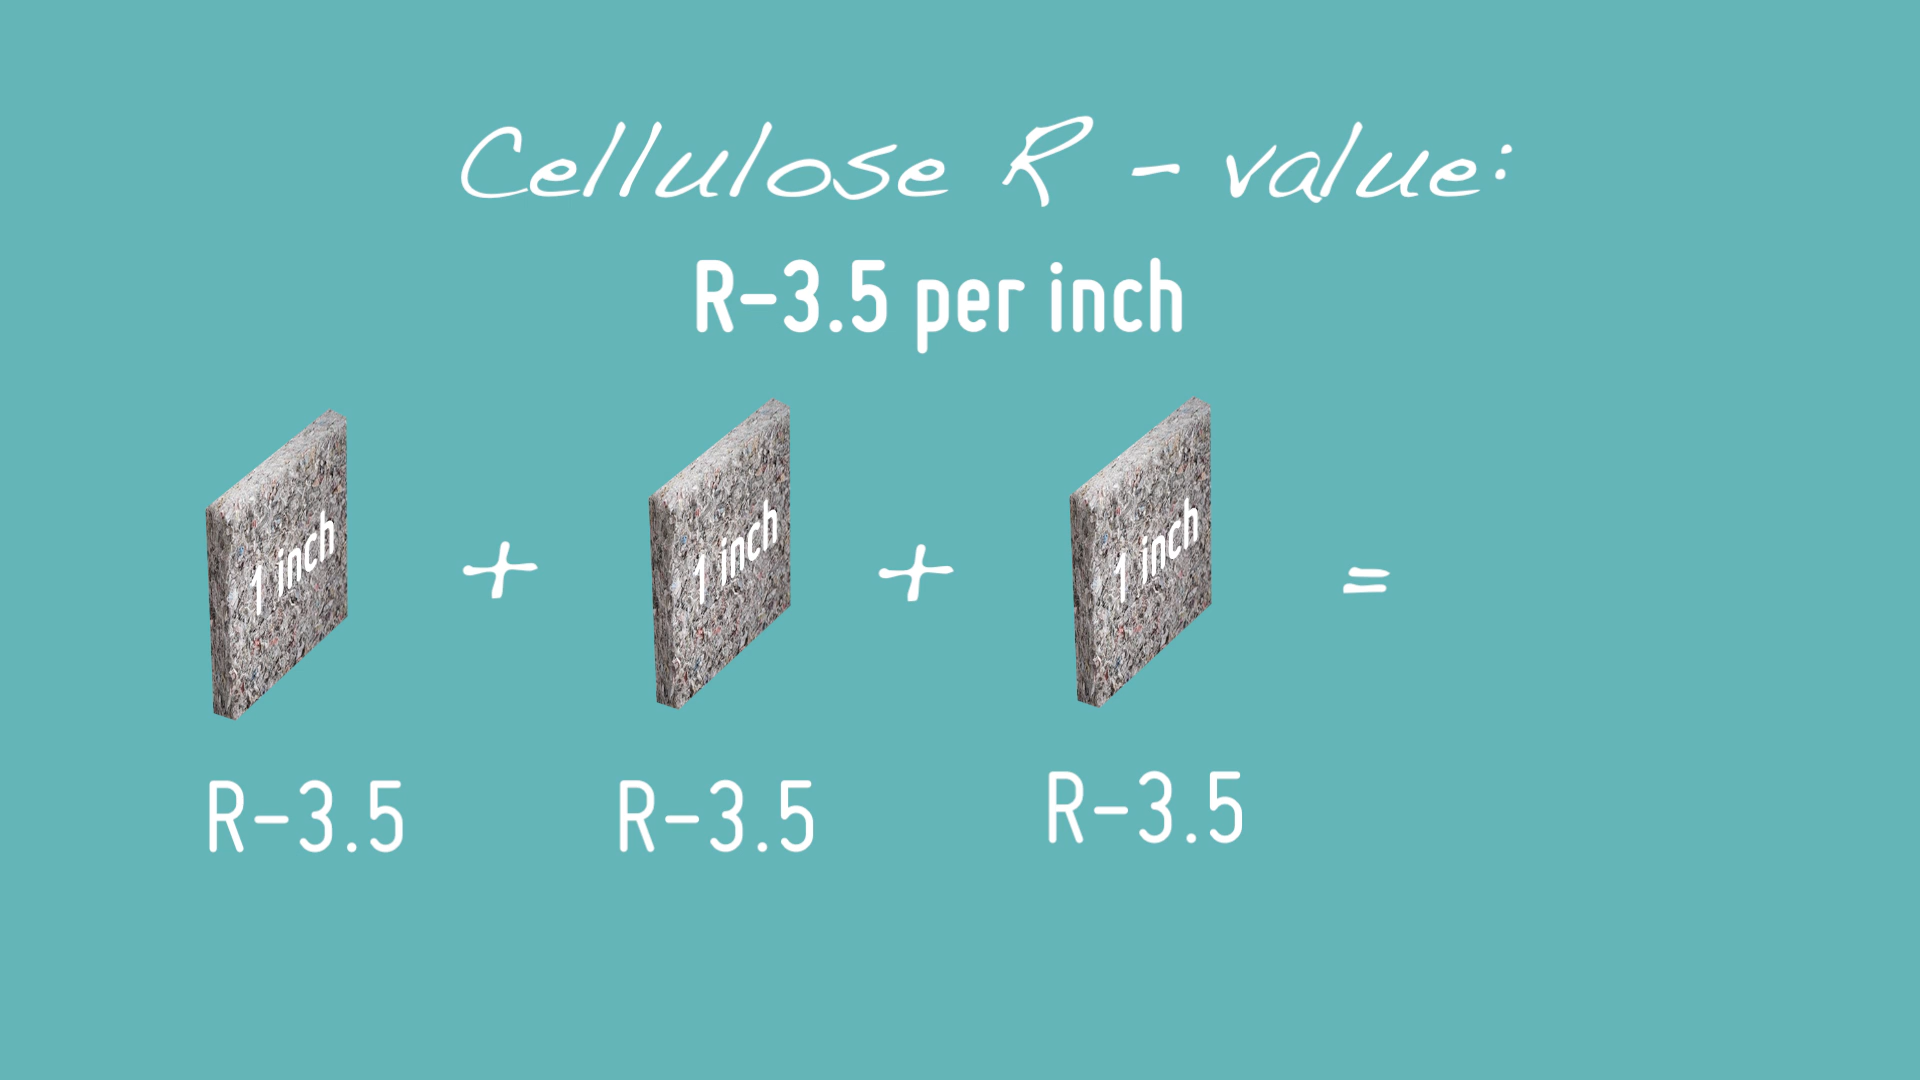 Cellulose R - value:
R-3.5 per inch
1 inch + 1 inch + 1 inch =
R-3.5 R-3.5 R-3.5